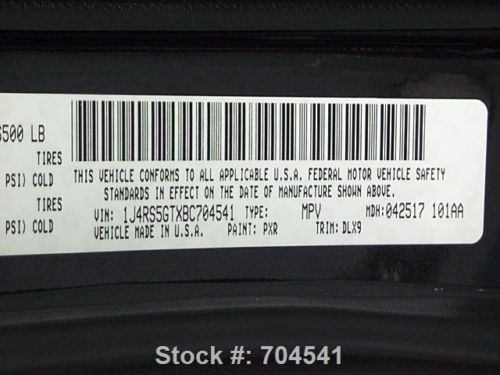 500 LB
TIRES
PSI) COLD
TIRES
PSI) COLD
THIS VEHICLE CONFORMS TO ALL APPLICABLE U.S.A. FEDERAL MOTOR VEHICLE SAFETY
STANDARDS IN EFFECT ON THE DATE OF MANUFACTURE SHOWN ABOVE.
VIN: 1J4RS5GTXBC704541 TYPE: MPV MDH: 042517 101AA
VEHICLE MADE IN U.S.A. PAINT: PXR TRIM: DLX9
Stock #: 704541